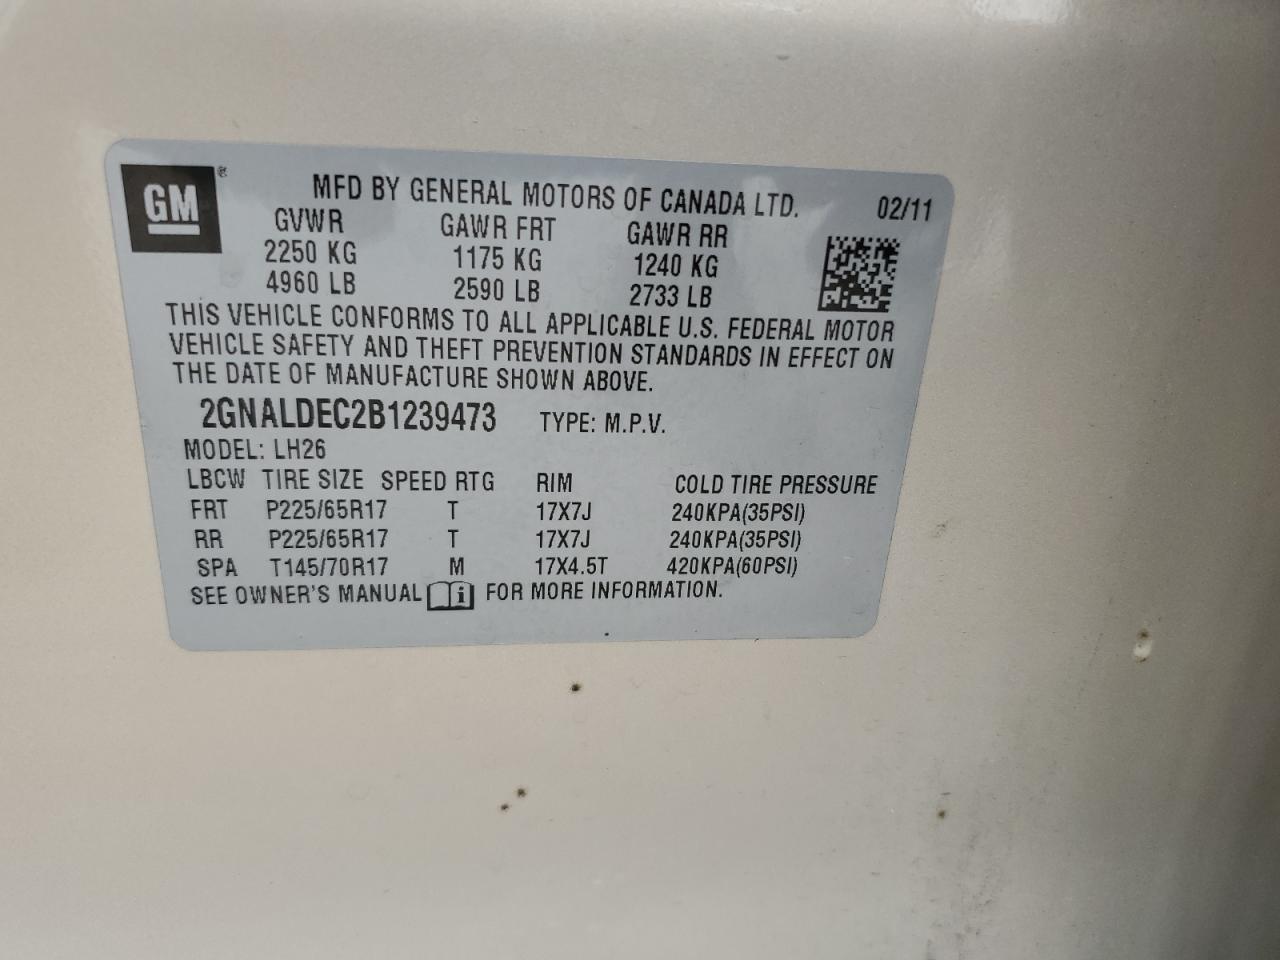 GM®
MFD BY GENERAL MOTORS OF CANADA LTD. 02/11
GVWR GAWR FRT GAWR RR
2250 KG 1175 KG 1240 KG
4960 LB 2590 LB 2733 LB
THIS VEHICLE CONFORMS TO ALL APPLICABLE U.S. FEDERAL MOTOR
VEHICLE SAFETY AND THEFT PREVENTION STANDARDS IN EFFECT ON
THE DATE OF MANUFACTURE SHOWN ABOVE.
2GNALDEC2B1239473 TYPE: M.P.V.
MODEL: LH26
LBCW TIRE SIZE SPEED RTG RIM COLD TIRE PRESSURE
FRT P225/65R17 T 17X7J 240KPA(35PSI)
RR P225/65R17 T 17X7J 240KPA(35PSI)
SPA T145/70R17 M 17X4.5T 420KPA(60PSI)
SEE OWNER'S MANUAL i FOR MORE INFORMATION.